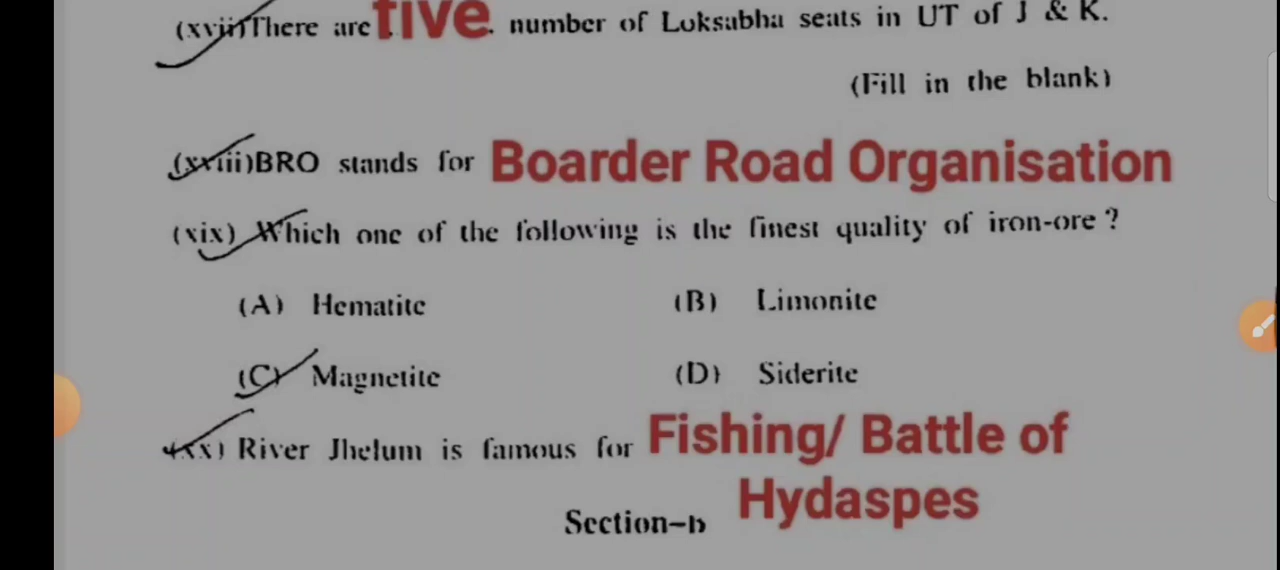 (xvii) There are five number of Loksabha seats in UT of J & K.
(Fill in the blank)
(xviii) BRO stands for Boarder Road Organisation
(xix) Which one of the following is the finest quality of iron-ore ?
(A) Hematite (B) Limonite
(C) Magnetite (D) Siderite
(xx) River Jhelum is famous for Fishing/ Battle of
Hydaspes
Section–b